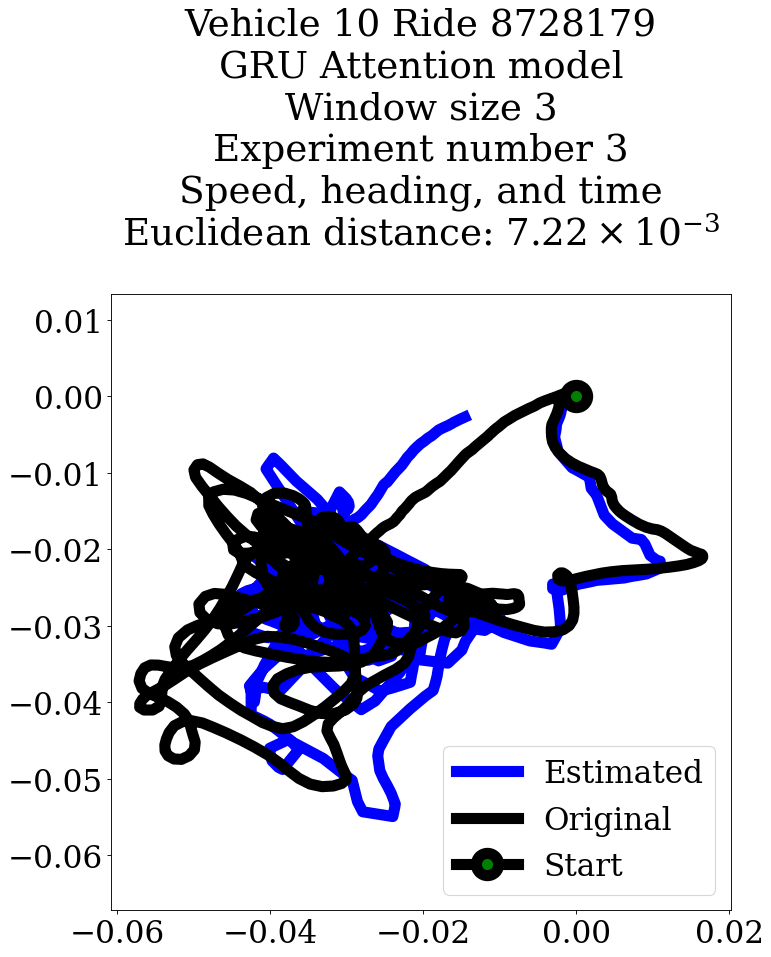 Vehicle 10 Ride 8728179
GRU Attention model
Window size 3
Experiment number 3
Speed, heading, and time
Euclidean distance: 7.22 × 10⁻³
0.01
0.00
−0.01
−0.02
−0.03
−0.04
−0.05
−0.06
Estimated
Original
Start
−0.06 −0.04 −0.02 0.00 0.02